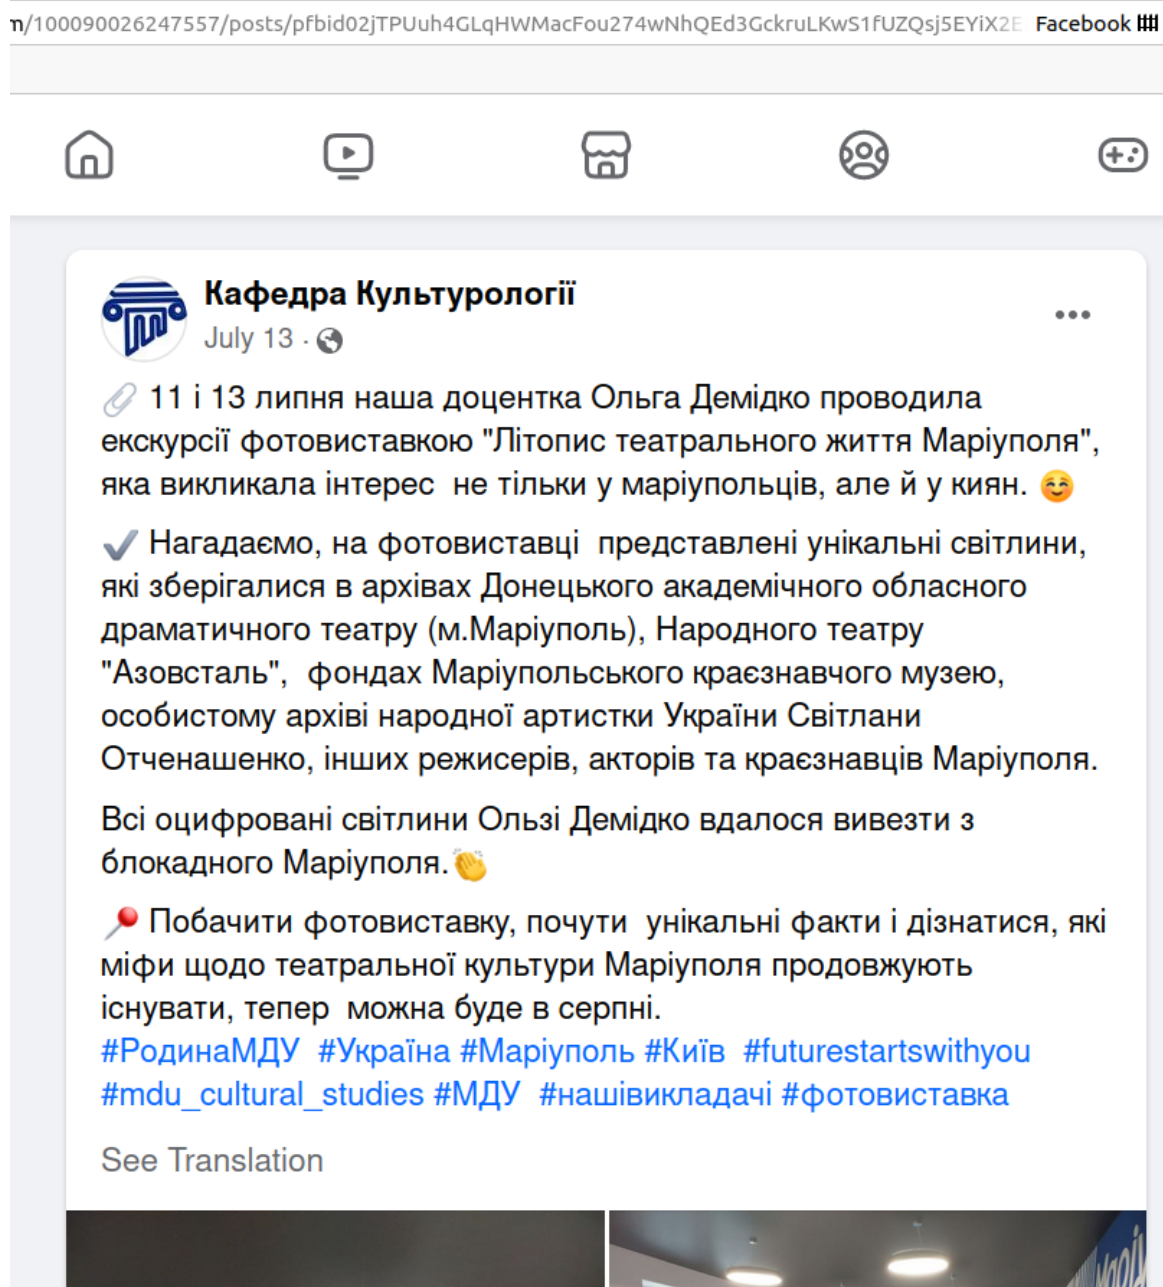 m/100090026247557/posts/pfbid02jTPUuh4GLqHWMacFou274wNhQEd3GckruLKwS1fUZQsj5EYiX2E Facebook
Кафедра Культурології
July 13 ·
11 і 13 липня наша доцентка Ольга Демідко проводила
екскурсії фотовиставкою "Літопис театрального життя Маріуполя",
яка викликала інтерес не тільки у маріупольців, але й у киян. 😊
✔ Нагадаємо, на фотовиставці представлені унікальні світлини,
які зберігалися в архівах Донецького академічного обласного
драматичного театру (м.Маріуполь), Народного театру
"Азовсталь", фондах Маріупольського краєзнавчого музею,
особистому архіві народної артистки України Світлани
Отченашенко, інших режисерів, акторів та краєзнавців Маріуполя.
Всі оцифровані світлини Ользі Демідко вдалося вивезти з
блокадного Маріуполя.👏
📍 Побачити фотовиставку, почути унікальні факти і дізнатися, які
міфи щодо театральної культури Маріуполя продовжують
існувати, тепер можна буде в серпні.
#РодинаМДУ #Україна #Маріуполь #Київ #futurestartswithyou
#mdu_cultural_studies #МДУ #нашівикладачі #фотовиставка
See Translation